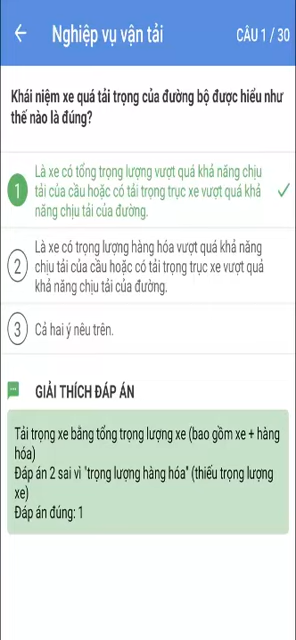 Nghiệp vụ vận tải
CÂU 1 / 30
Khái niệm xe quá tải trọng của đường bộ được hiểu như
thế nào là đúng?
1
Là xe có tổng trọng lượng vượt quá khả năng chịu
tải của cầu hoặc có tải trọng trục xe vượt quá khả
năng chịu tải của đường.
2
Là xe có trọng lượng hàng hóa vượt quá khả năng
chịu tải của cầu hoặc có tải trọng trục xe vượt quá
khả năng chịu tải của đường.
3
Cả hai ý nêu trên.
GIẢI THÍCH ĐÁP ÁN
Tải trọng xe bằng tổng trọng lượng xe (bao gồm xe + hàng
hóa)
Đáp án 2 sai vì "trọng lượng hàng hóa" (thiếu trọng lượng
xe)
Đáp án đúng: 1